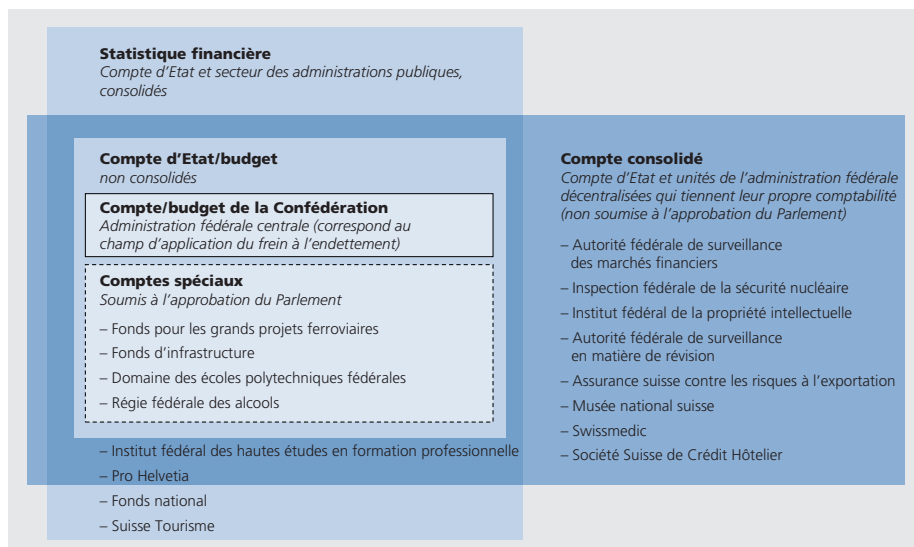 Statistique financière
Compte d'Etat et secteur des administrations publiques,
consolidés
Compte d'Etat/budget
non consolidés
Compte/budget de la Confédération
Administration fédérale centrale (correspond au
champ d'application du frein à l'endettement)
Comptes spéciaux
Soumis à l'approbation du Parlement
– Fonds pour les grands projets ferroviaires
– Fonds d'infrastructure
– Domaine des écoles polytechniques fédérales
– Régie fédérale des alcools
– Institut fédéral des hautes études en formation professionnelle
– Pro Helvetia
– Fonds national
– Suisse Tourisme
Compte consolidé
Compte d'Etat et unités de l'administration fédérale
décentralisées qui tiennent leur propre comptabilité
(non soumise à l'approbation du Parlement)
– Autorité fédérale de surveillance
des marchés financiers
– Inspection fédérale de la sécurité nucléaire
– Institut fédéral de la propriété intellectuelle
– Autorité fédérale de surveillance
en matière de révision
– Assurance suisse contre les risques à l'exportation
– Musée national suisse
– Swissmedic
– Société Suisse de Crédit Hôtelier